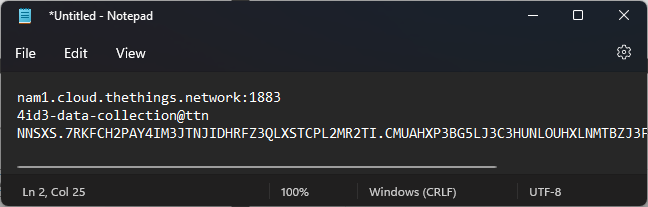 *Untitled - Notepad
File Edit View
nam1.cloud.thethings.network:1883
4id3-data-collection@ttn
NNSXS.7RKFCH2PAY4IM3JTNJIDHRFZ3QLXSTCPL2MR2TI.CMUAHXP3BG5LJ3C3HUNLOUHXLNMTBZJ3F
Ln 2, Col 25 100% Windows (CRLF) UTF-8